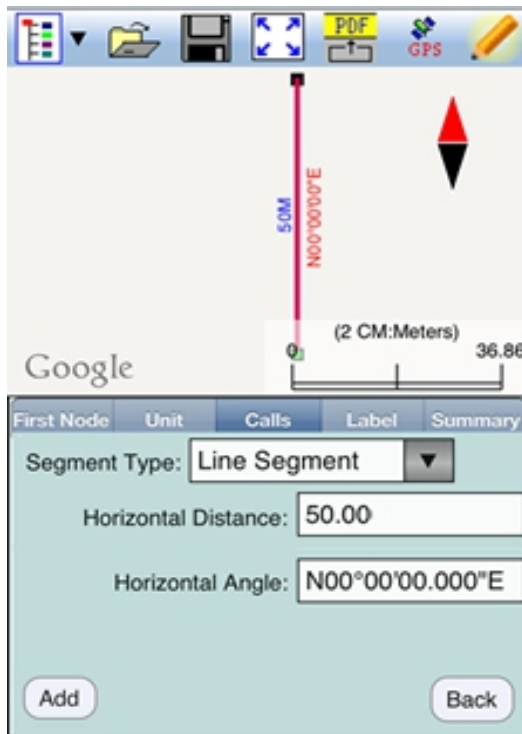 PDF
GPS
50M
N00°00'00"E
(2 CM:Meters)
0 36.86
Google
First Node Unit Calls Label Summary
Segment Type: Line Segment
Horizontal Distance: 50.00
Horizontal Angle: N00°00'00.000"E
Add Back